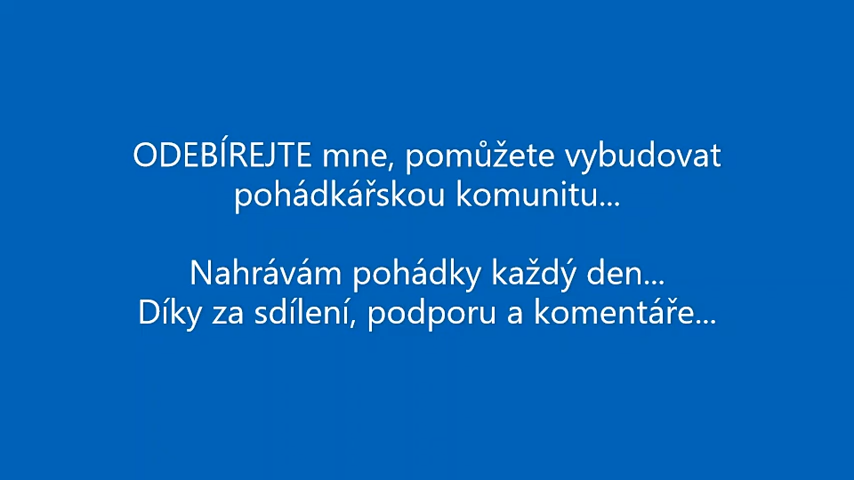 ODEBÍREJTE mne, pomůžete vybudovat
pohádkářskou komunitu...
Nahrávám pohádky každý den...
Díky za sdílení, podporu a komentáře...